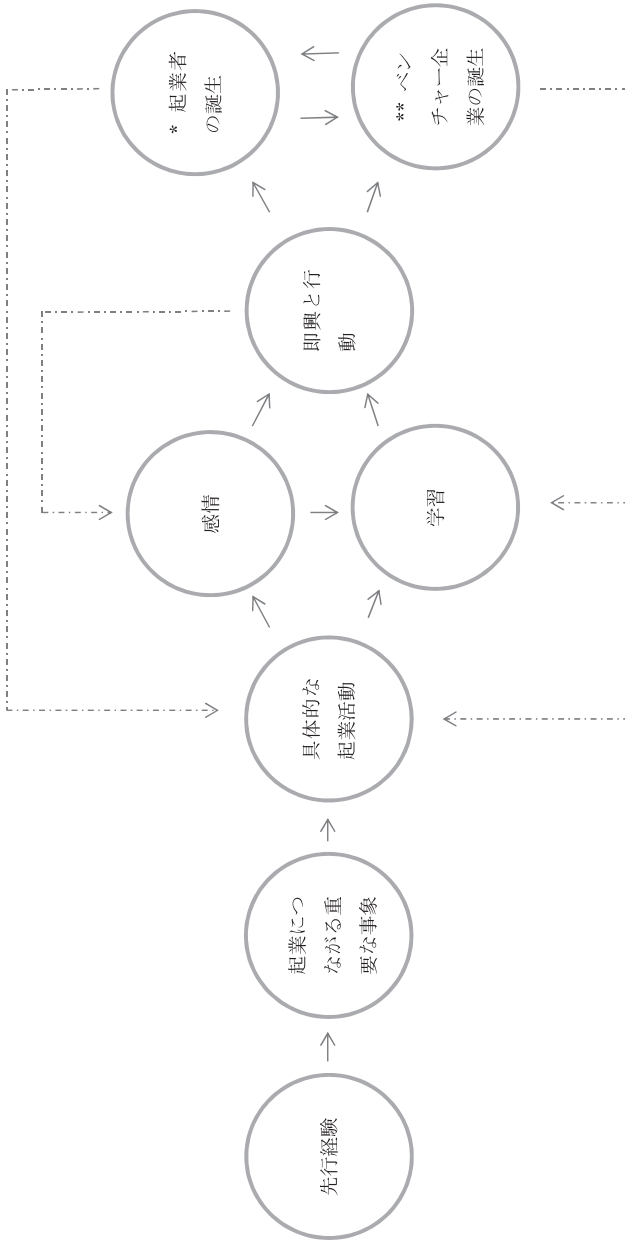 先行経験
起業につ
ながる重
要な事象
具体的な
起業活動
感情
学習
即興と行
動
* 起業者
の誕生
** ベン
チャー企
業の誕生